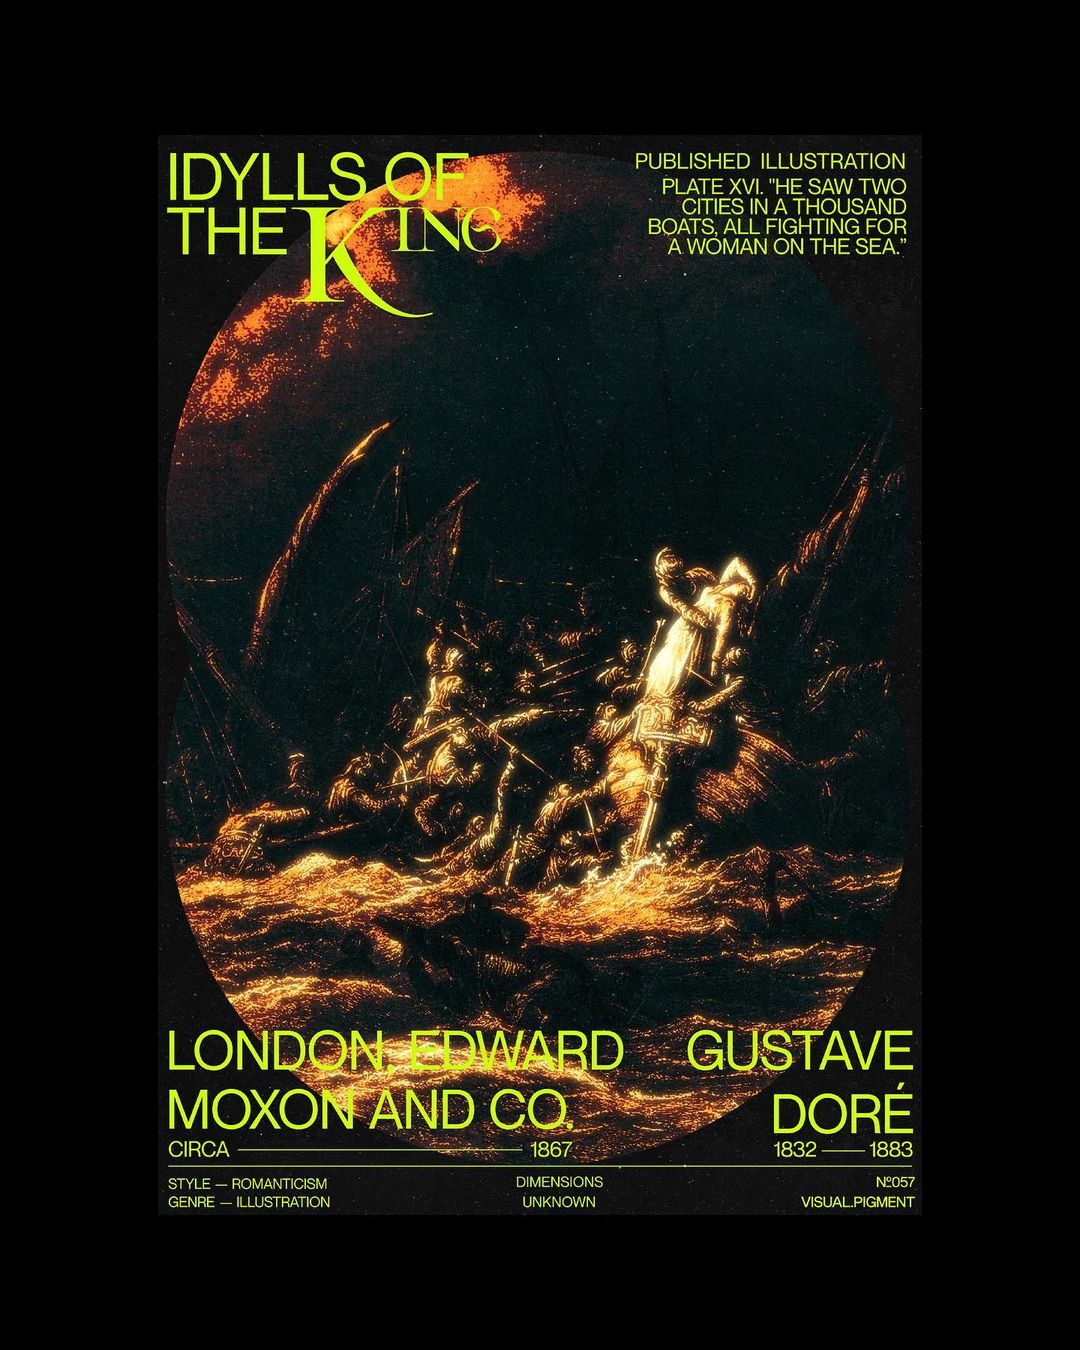 IDYLLS OF
THE KING
PUBLISHED ILLUSTRATION
PLATE XVI. "HE SAW TWO
CITIES IN A THOUSAND
BOATS, ALL FIGHTING FOR
A WOMAN ON THE SEA.”
LONDON. EDWARD
MOXON AND CO.
CIRCA 1867
GUSTAVE
DORÉ
1832 — 1883
STYLE — ROMANTICISM
GENRE — ILLUSTRATION
DIMENSIONS
UNKNOWN
Nº057
VISUAL.PIGMENT